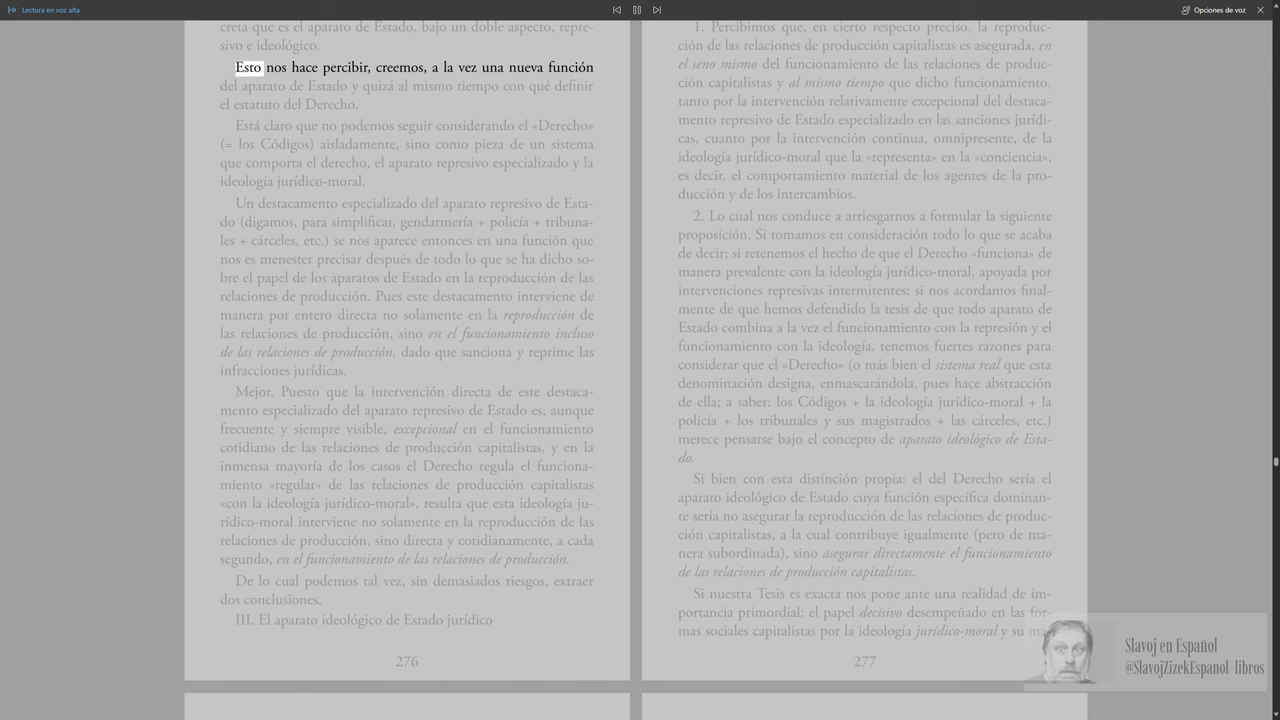 Lectura en voz alta
Opciones de voz
creta que es el aparato de Estado, bajo un doble aspecto, repre-
sivo e ideológico.
Esto nos hace percibir, creemos, a la vez una nueva función
del aparato de Estado y quizá al mismo tiempo con qué definir
el estatuto del Derecho.
Está claro que no podemos seguir considerando el «Derecho»
(= los Códigos) aisladamente, sino como pieza de un sistema
que comporta el derecho, el aparato represivo especializado y la
ideología jurídico-moral.
Un destacamento especializado del aparato represivo de Esta-
do (digamos, para simplificar, gendarmería + policía + tribuna-
les + cárceles, etc.) se nos aparece entonces en una función que
nos es menester precisar después de todo lo que se ha dicho so-
bre el papel de los aparatos de Estado en la reproducción de las
relaciones de producción. Pues este destacamento interviene de
manera por entero directa no solamente en la reproducción de
las relaciones de producción, sino en el funcionamiento incluso
de las relaciones de producción, dado que sanciona y reprime las
infracciones jurídicas.
Mejor. Puesto que la intervención directa de este destaca-
mento especializado del aparato represivo de Estado es, aunque
frecuente y siempre visible, excepcional en el funcionamiento
cotidiano de las relaciones de producción capitalistas, y en la
inmensa mayoría de los casos el Derecho regula el funciona-
miento «regular» de las relaciones de producción capitalistas
«con la ideología jurídico-moral», resulta que esta ideología ju-
rídico-moral interviene no solamente en la reproducción de las
relaciones de producción, sino directa y cotidianamente, a cada
segundo, en el funcionamiento de las relaciones de producción.
De lo cual podemos tal vez, sin demasiados riesgos, extraer
dos conclusiones.
III. El aparato ideológico de Estado jurídico
276
1. Percibimos que, en cierto respecto preciso, la reproduc-
ción de las relaciones de producción capitalistas es asegurada, en
el seno mismo del funcionamiento de las relaciones de produc-
ción capitalistas y al mismo tiempo que dicho funcionamiento,
tanto por la intervención relativamente excepcional del destaca-
mento represivo de Estado especializado en las sanciones jurídi-
cas, cuanto por la intervención continua, omnipresente, de la
ideología jurídico-moral que la «representa» en la «conciencia»,
es decir, el comportamiento material de los agentes de la pro-
ducción y de los intercambios.
2. Lo cual nos conduce a arriesgarnos a formular la siguiente
proposición. Si tomamos en consideración todo lo que se acaba
de decir; si retenemos el hecho de que el Derecho «funciona» de
manera prevalente con la ideología jurídico-moral, apoyada por
intervenciones represivas intermitentes; si nos acordamos final-
mente de que hemos defendido la tesis de que todo aparato de
Estado combina a la vez el funcionamiento con la represión y el
funcionamiento con la ideología, tenemos fuertes razones para
considerar que el «Derecho» (o más bien el sistema real que esta
denominación designa, enmascarándola, pues hace abstracción
de ella; a saber: los Códigos + la ideología jurídico-moral + la
policía + los tribunales y sus magistrados + las cárceles, etc.)
merece pensarse bajo el concepto de aparato ideológico de Esta-
do.
Si bien con esta distinción propia: el del Derecho sería el
aparato ideológico de Estado cuya función específica dominan-
te sería no asegurar la reproducción de las relaciones de produc-
ción capitalistas, a la cual contribuye igualmente (pero de ma-
nera subordinada), sino asegurar directamente el funcionamiento
de las relaciones de producción capitalistas.
Si nuestra Tesis es exacta nos pone ante una realidad de im-
portancia primordial: el papel decisivo desempeñado en las for-
mas sociales capitalistas por la ideología jurídico-moral y su ma-
277
Slavoj en Español
@SlavojZizekEspanol-libros